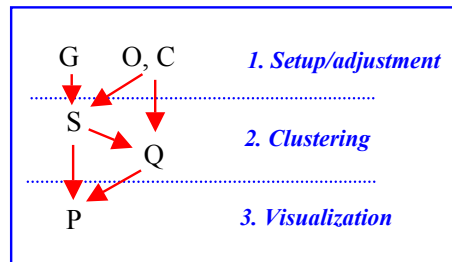 G O, C 1. Setup/adjustment
S 2. Clustering
Q
P 3. Visualization